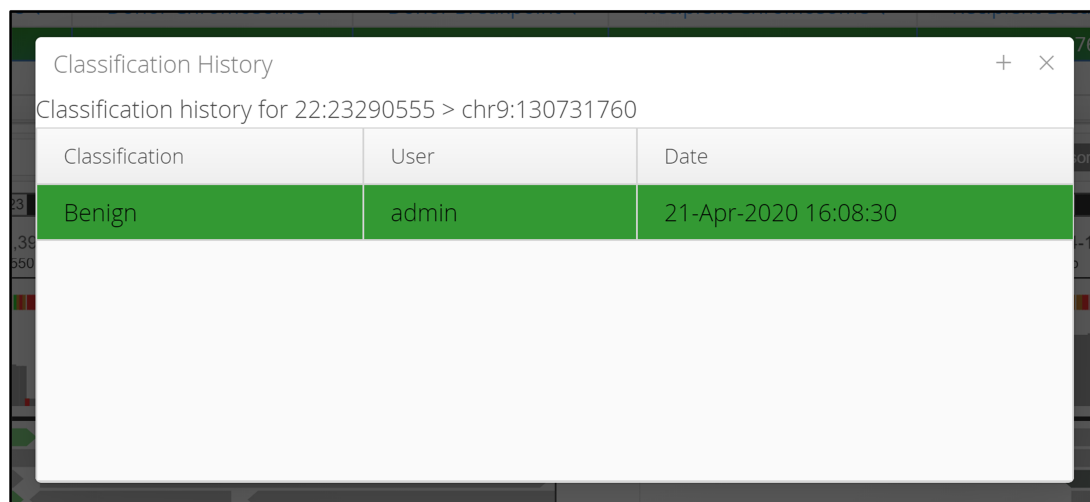 Classification History
Classification history for 22:23290555 > chr9:130731760
Classification User Date
Benign admin 21-Apr-2020 16:08:30